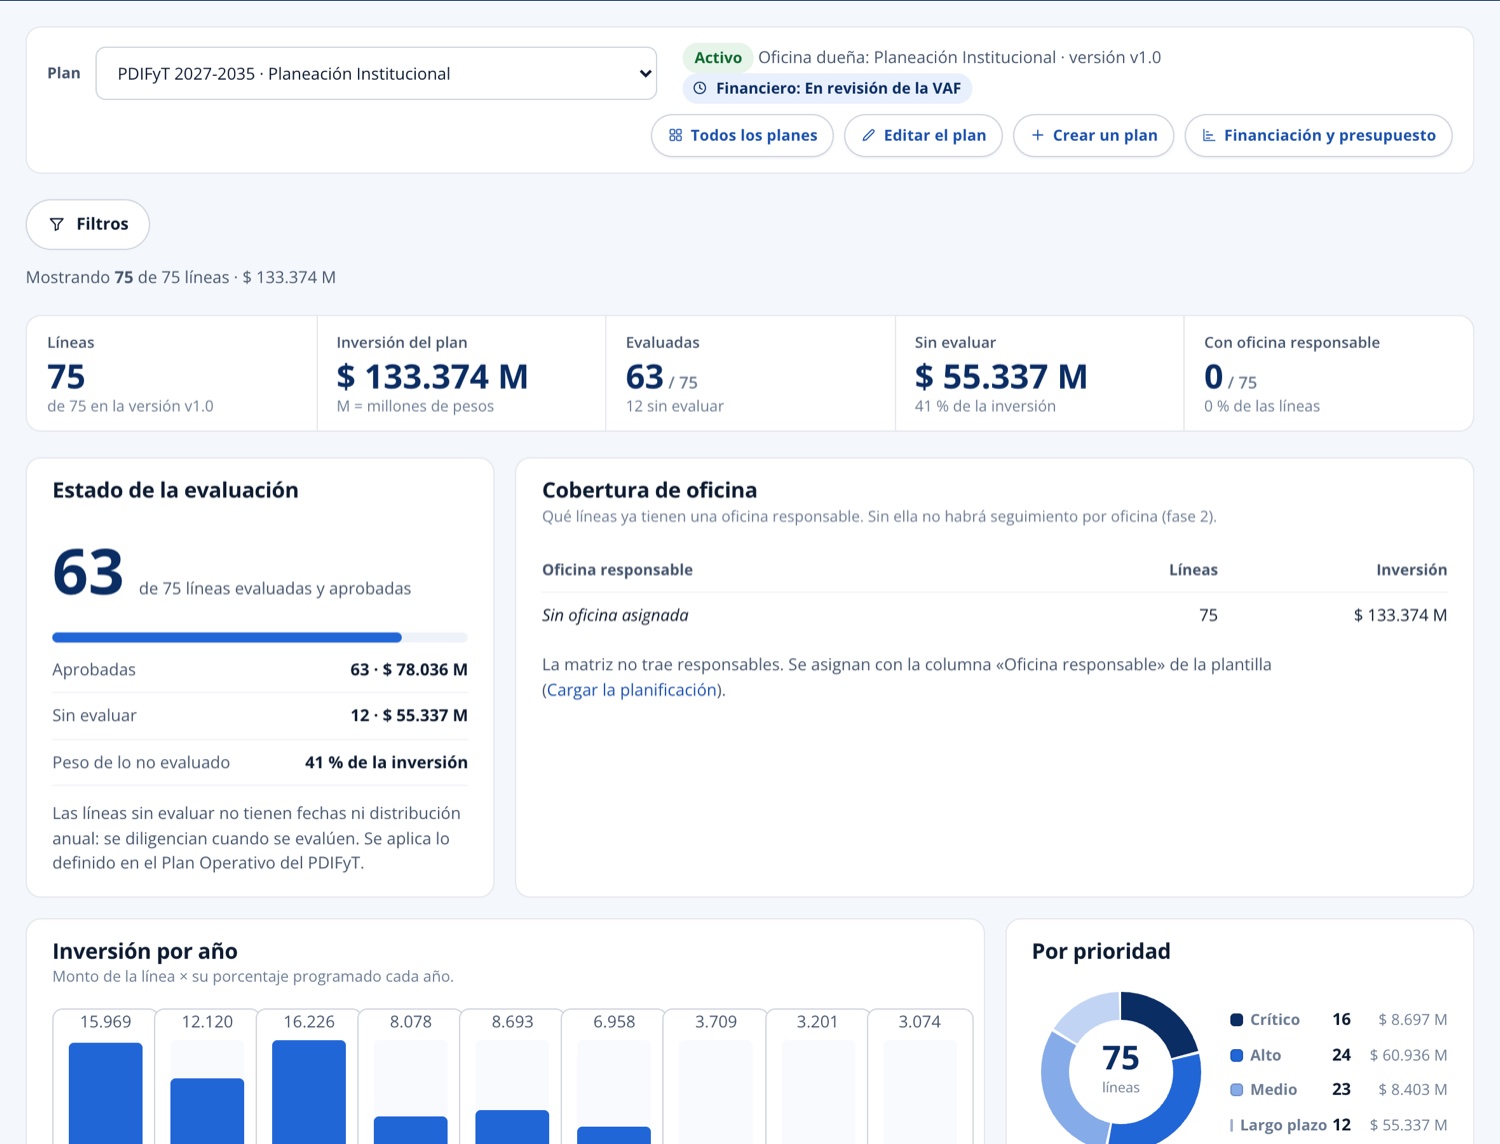 Plan
PDIFyT 2027-2035 · Planeación Institucional
Activo Oficina dueña: Planeación Institucional · versión v1.0
Financiero: En revisión de la VAF
Todos los planes
Editar el plan
Crear un plan
Financiación y presupuesto
Filtros
Mostrando 75 de 75 líneas · $ 133.374 M
Líneas
75
de 75 en la versión v1.0
Inversión del plan
$ 133.374 M
M = millones de pesos
Evaluadas
63 / 75
12 sin evaluar
Sin evaluar
$ 55.337 M
41 % de la inversión
Con oficina responsable
0 / 75
0 % de las líneas
Estado de la evaluación
63 de 75 líneas evaluadas y aprobadas
Aprobadas 63 · $ 78.036 M
Sin evaluar 12 · $ 55.337 M
Peso de lo no evaluado 41 % de la inversión
Las líneas sin evaluar no tienen fechas ni distribución
anual: se diligencian cuando se evalúen. Se aplica lo
definido en el Plan Operativo del PDIFyT.
Cobertura de oficina
Qué líneas ya tienen una oficina responsable. Sin ella no habrá seguimiento por oficina (fase 2).
Oficina responsable Líneas Inversión
Sin oficina asignada 75 $ 133.374 M
La matriz no trae responsables. Se asignan con la columna «Oficina responsable» de la plantilla
(Cargar la planificación).
Inversión por año
Monto de la línea × su porcentaje programado cada año.
15.969 12.120 16.226 8.078 8.693 6.958 3.709 3.201 3.074
Por prioridad
75
líneas
Crítico 16 $ 8.697 M
Alto 24 $ 60.936 M
Medio 23 $ 8.403 M
Largo plazo 12 $ 55.337 M